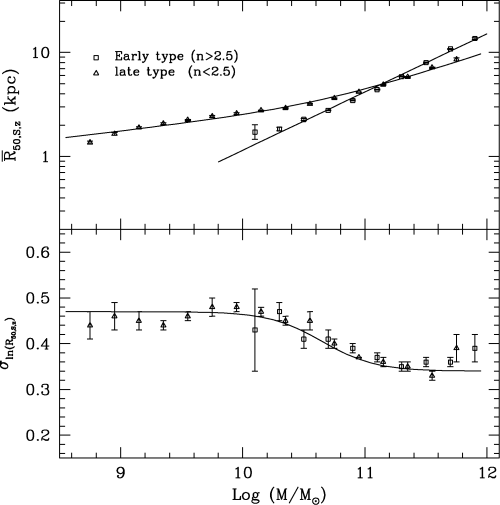 10
1
R̅50,S,z (kpc)
Early type (n>2.5)
late type (n<2.5)
0.6
0.5
0.4
0.3
0.2
σln(R50,S,z)
9
10
11
12
Log (M/M⊙)